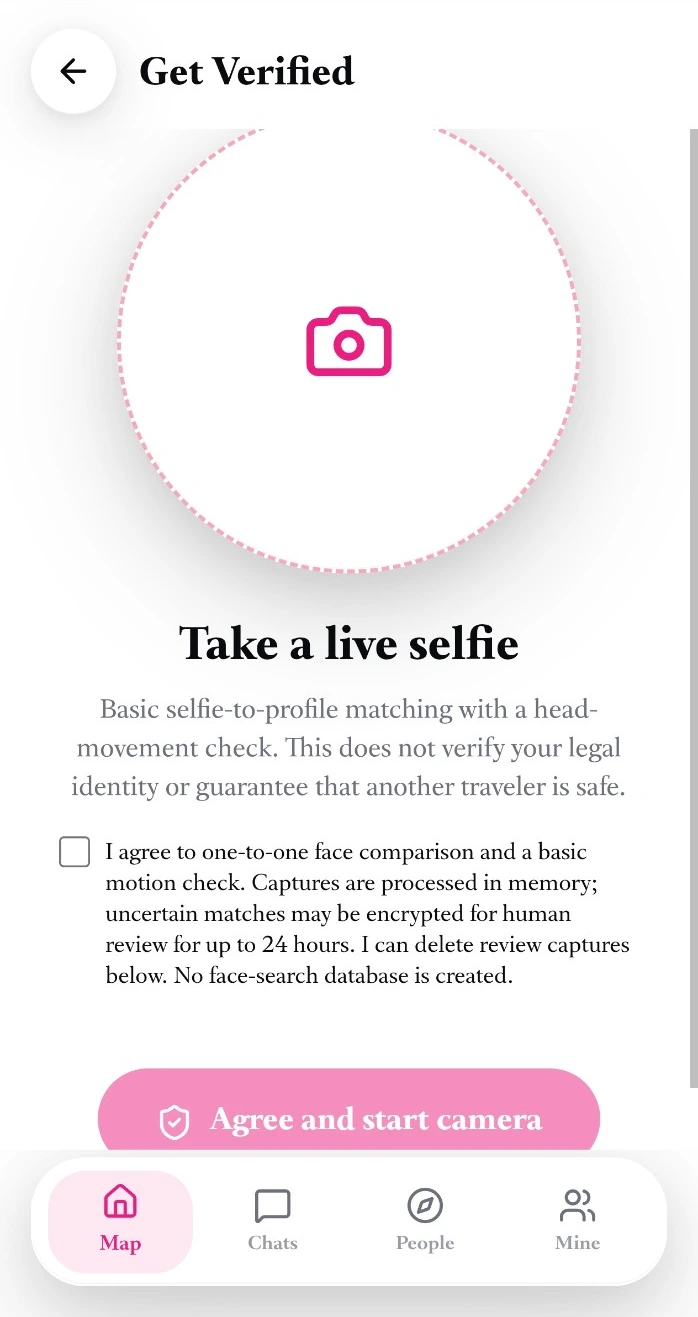 Get Verified
Take a live selfie
Basic selfie-to-profile matching with a head-
movement check. This does not verify your legal
identity or guarantee that another traveler is safe.
I agree to one-to-one face comparison and a basic
motion check. Captures are processed in memory;
uncertain matches may be encrypted for human
review for up to 24 hours. I can delete review captures
below. No face-search database is created.
Agree and start camera
Map
Chats
People
Mine